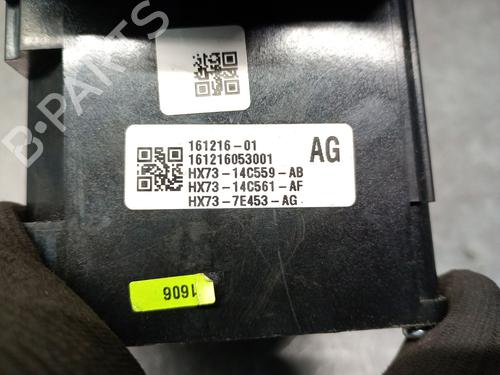 161216-01
161216053001
HX73-14C559-AB
HX73-14C561-AF
HX73-7E453-AG
AG
1606
B-PARTS